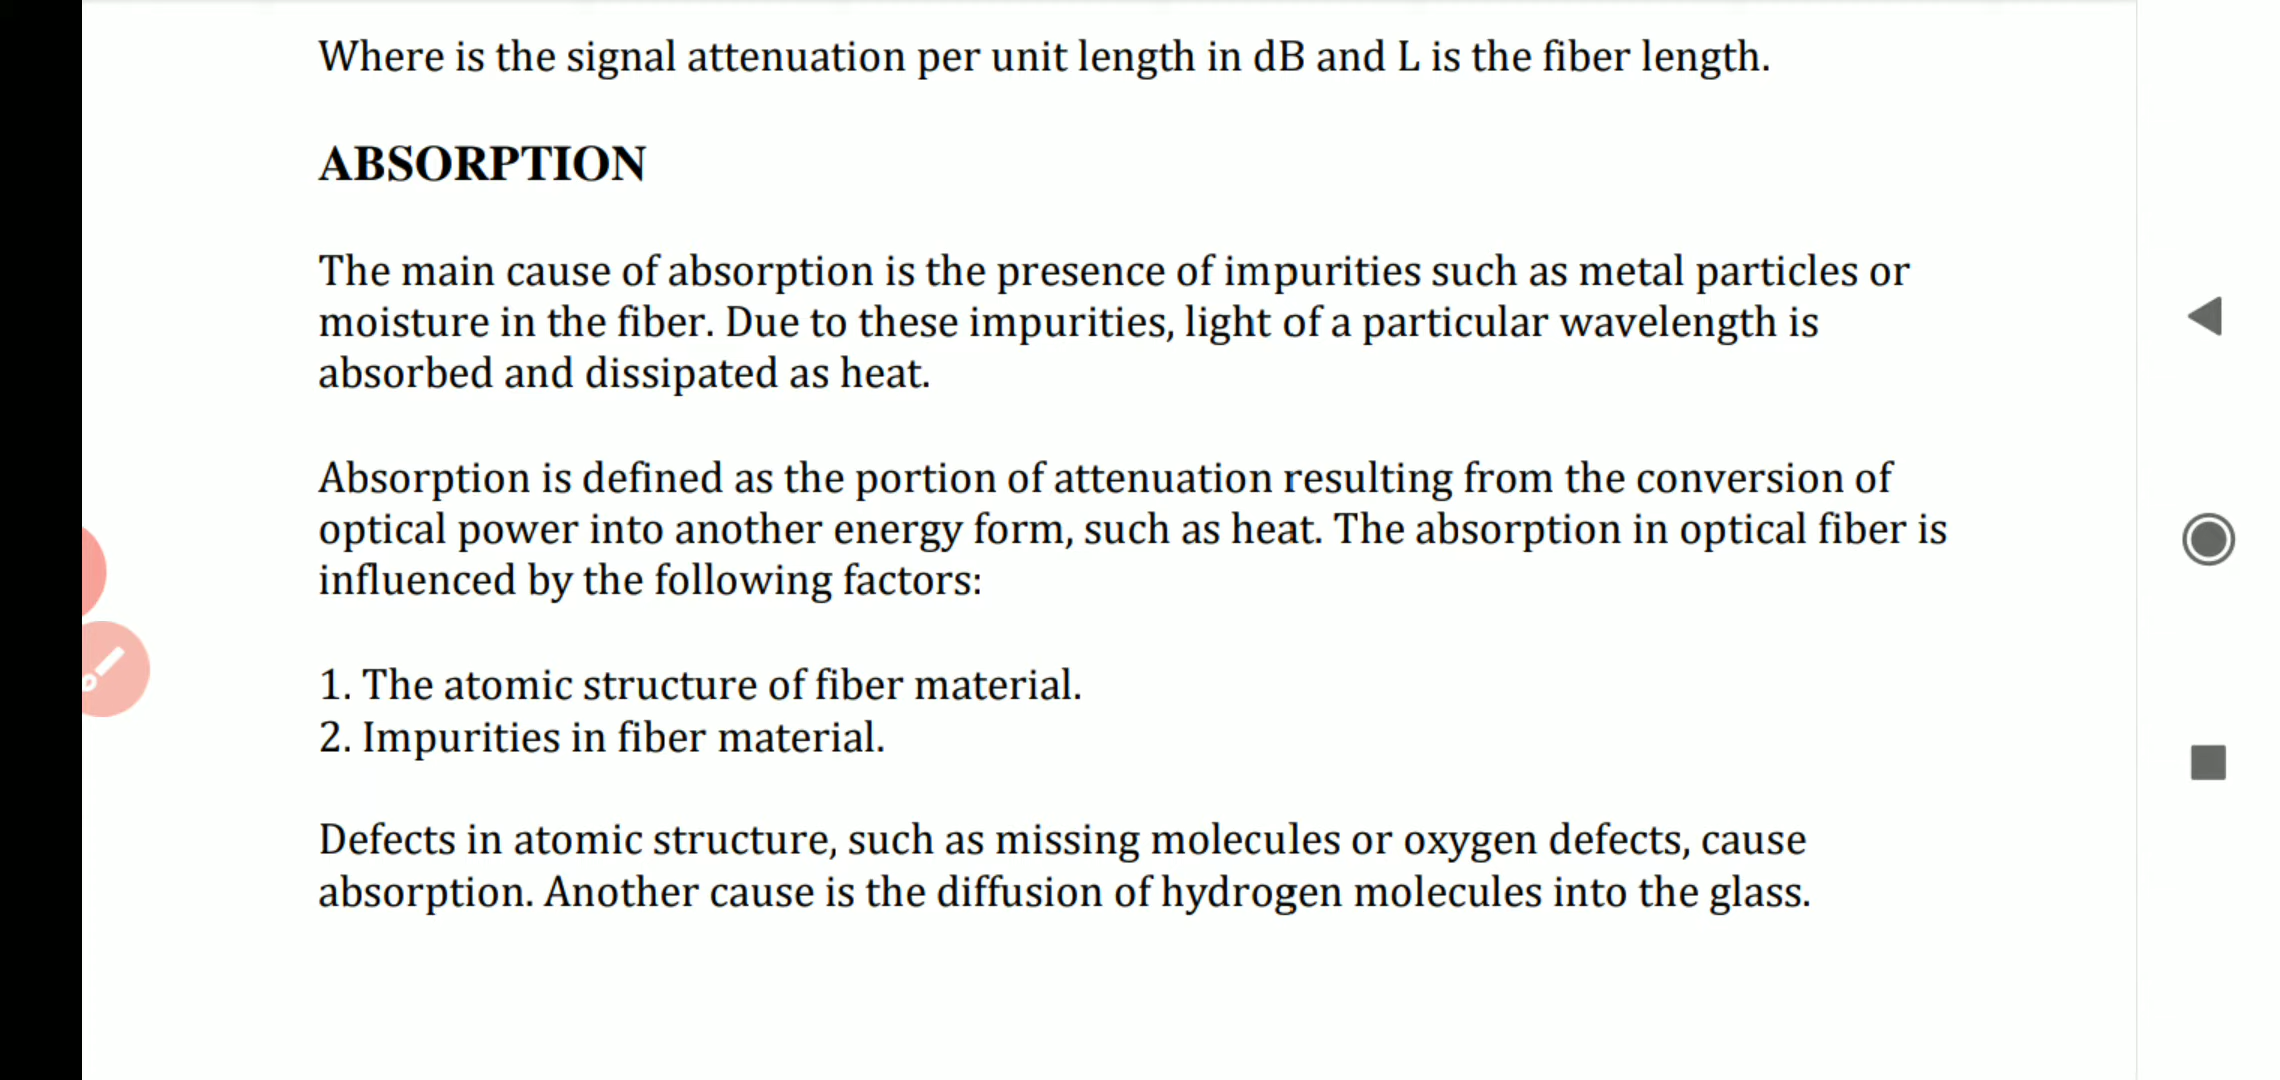 Where is the signal attenuation per unit length in dB and L is the fiber length.
ABSORPTION
The main cause of absorption is the presence of impurities such as metal particles or
moisture in the fiber. Due to these impurities, light of a particular wavelength is
absorbed and dissipated as heat.
Absorption is defined as the portion of attenuation resulting from the conversion of
optical power into another energy form, such as heat. The absorption in optical fiber is
influenced by the following factors:
1. The atomic structure of fiber material.
2. Impurities in fiber material.
Defects in atomic structure, such as missing molecules or oxygen defects, cause
absorption. Another cause is the diffusion of hydrogen molecules into the glass.